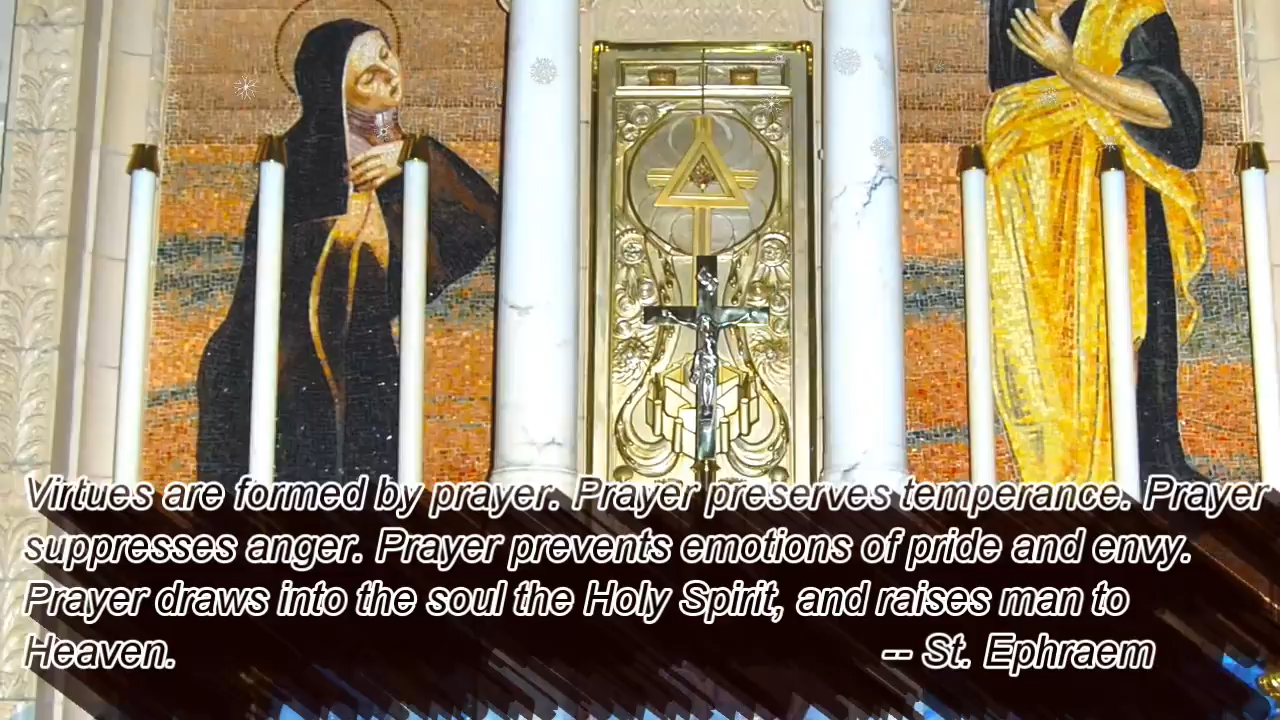 Virtues are formed by prayer. Prayer preserves temperance. Prayer
suppresses anger. Prayer prevents emotions of pride and envy.
Prayer draws into the soul the Holy Spirit, and raises man to
Heaven. -- St. Ephraem